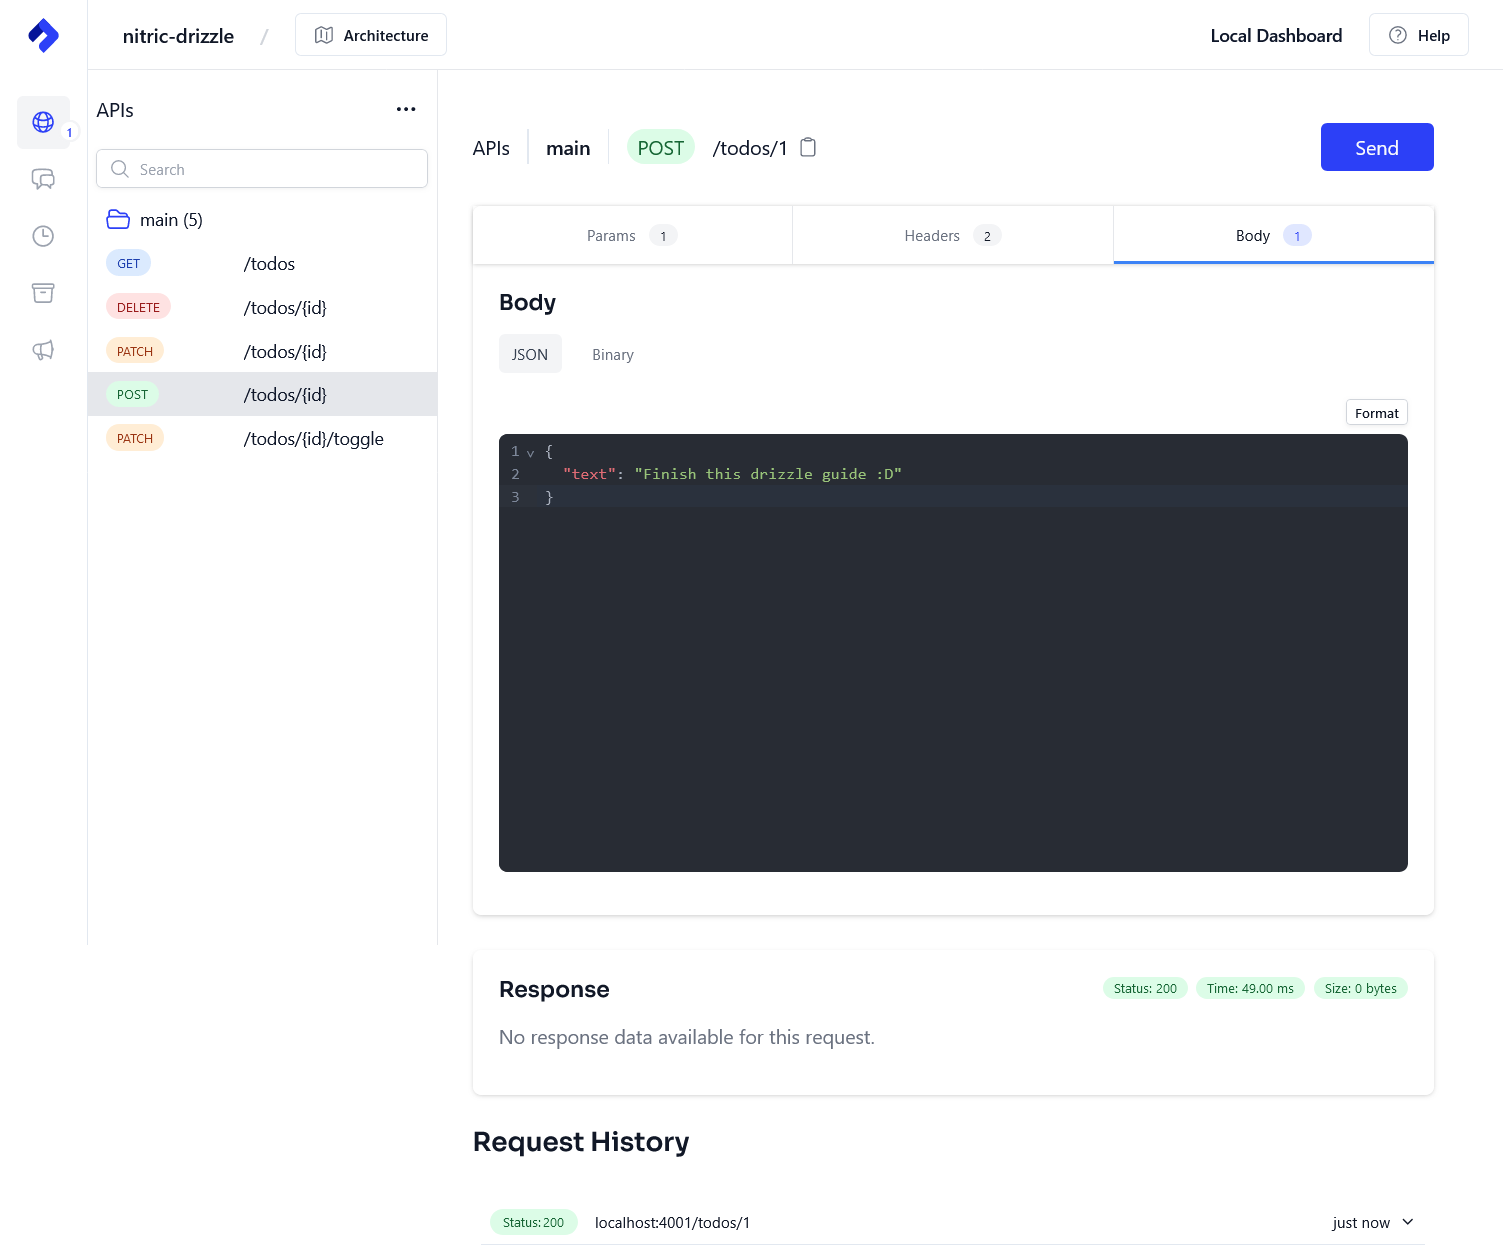 nitric-drizzle / Architecture Local Dashboard Help
1
APIs ···
Search
main (5)
GET /todos
DELETE /todos/{id}
PATCH /todos/{id}
POST /todos/{id}
PATCH /todos/{id}/toggle
APIs main POST /todos/1 Send
Params 1 Headers 2 Body 1
Body
JSON Binary
Format
1 {
2 "text": "Finish this drizzle guide :D"
3 }
Response Status: 200 Time: 49.00 ms Size: 0 bytes
No response data available for this request.
Request History
Status: 200 localhost:4001/todos/1 just now